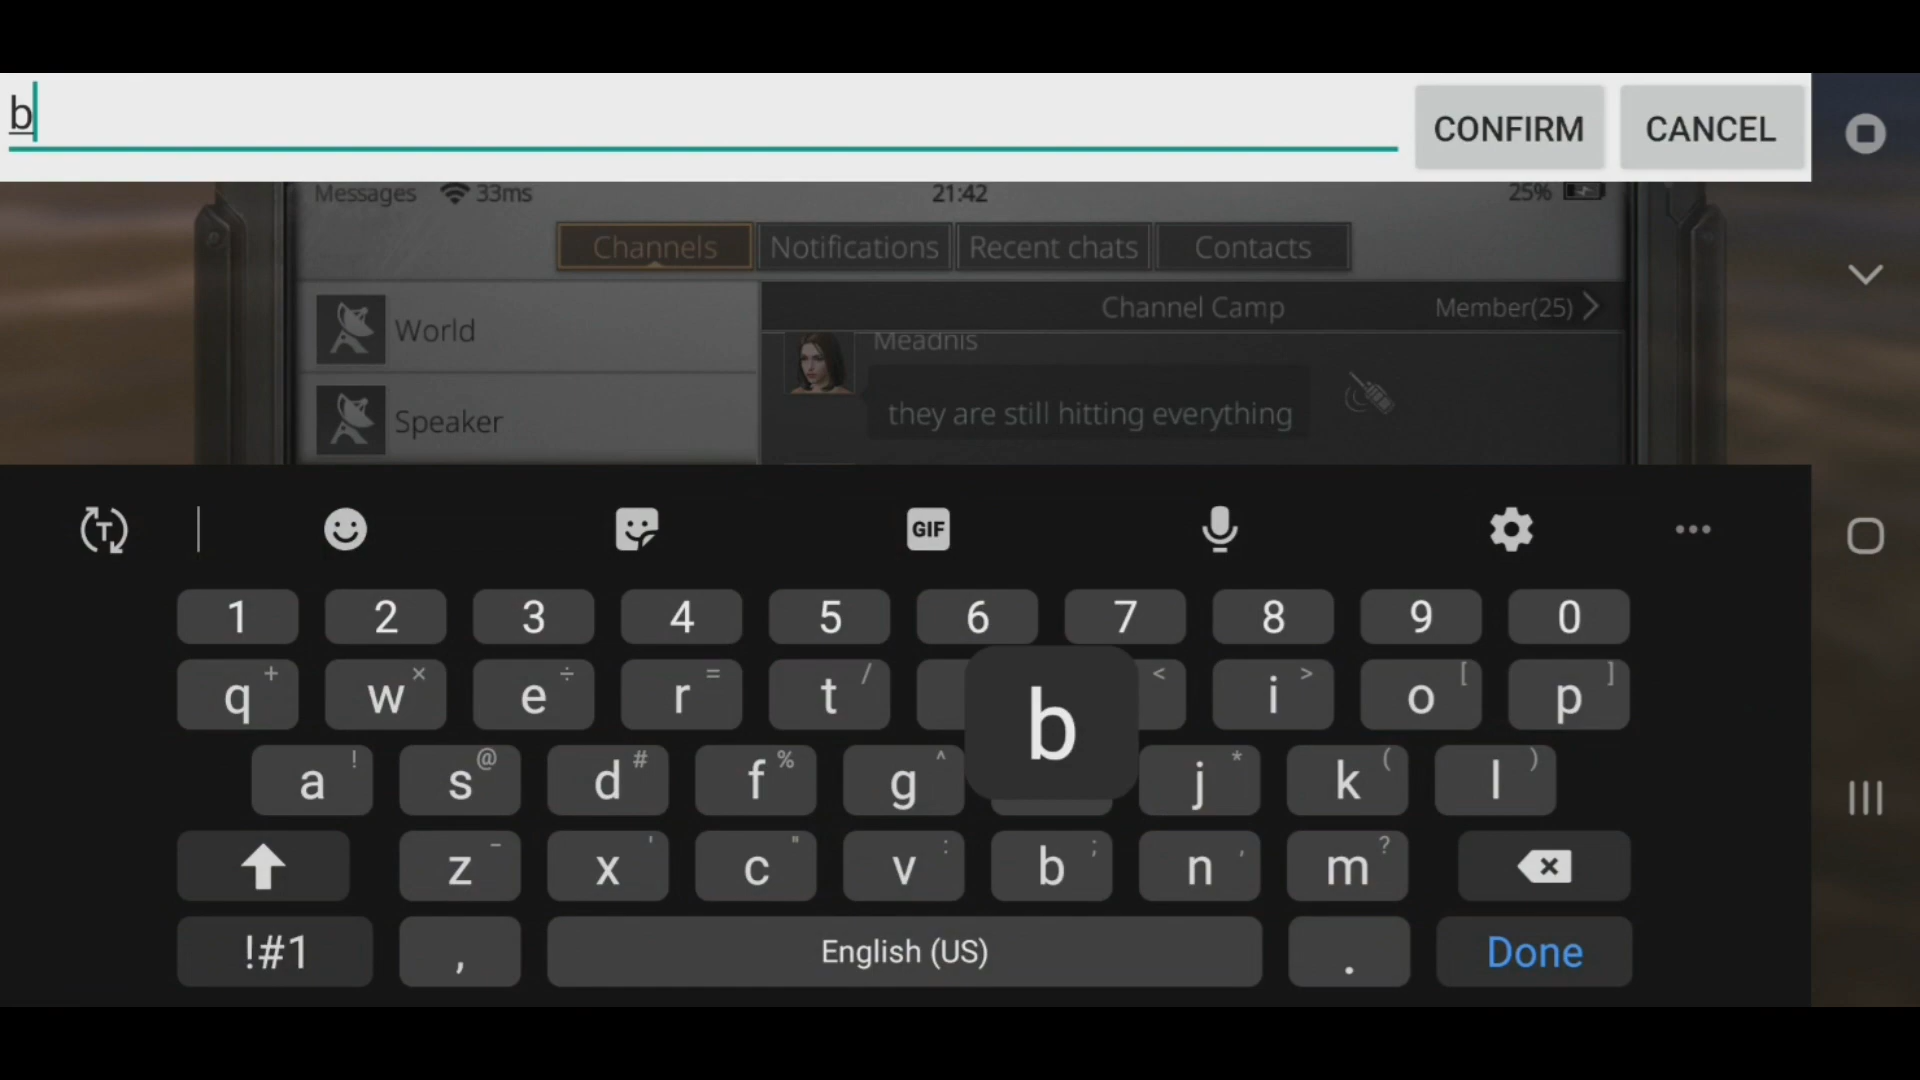 b
CONFIRM
CANCEL
Messages 33ms
21:42
25%
Channels
Notifications
Recent chats
Contacts
World
Speaker
Channel Camp
Member(25)
Meadnis
they are still hitting everything
T
GIF
1 2 3 4 5 6 7 8 9 0
q + w × e ÷ r = t / < i > o [ p ]
b
a ! s @ d # f % g ^ j * k ( l )
z - x ' c " v : b ; n , m ?
!#1 , English (US) . Done